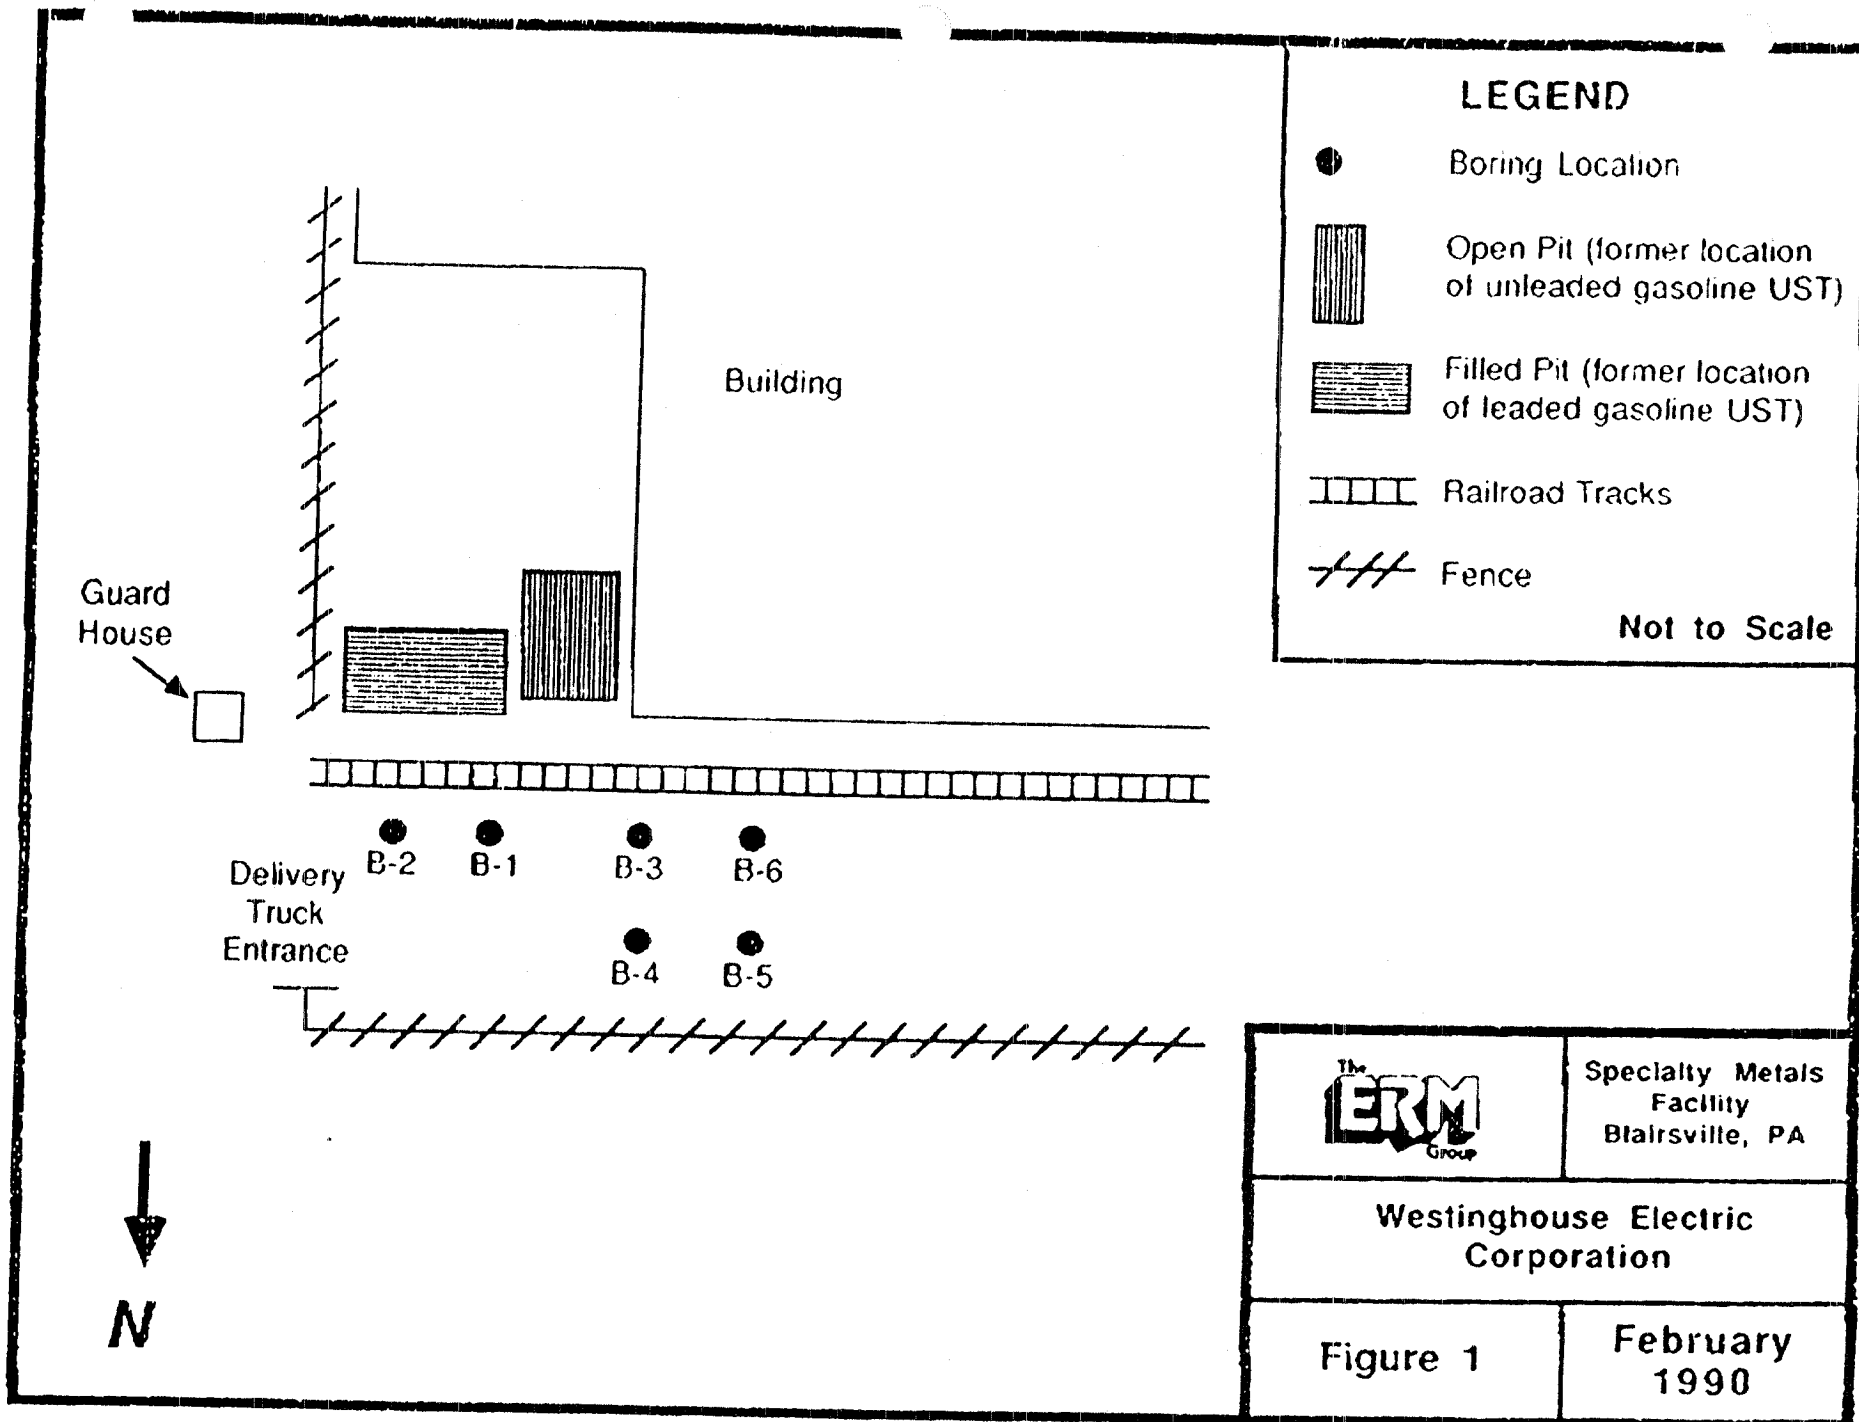 LEGEND
Boring Location
Open Pit (former location
of unleaded gasoline UST)
Filled Pit (former location
of leaded gasoline UST)
Railroad Tracks
Fence
Not to Scale
Building
Guard
House
B-2
B-1
B-3
B-6
Delivery
Truck
Entrance
B-4
B-5
N
The
ERM
Group
Specialty Metals
Facility
Blairsville, PA
Westinghouse Electric
Corporation
Figure 1
February
1990